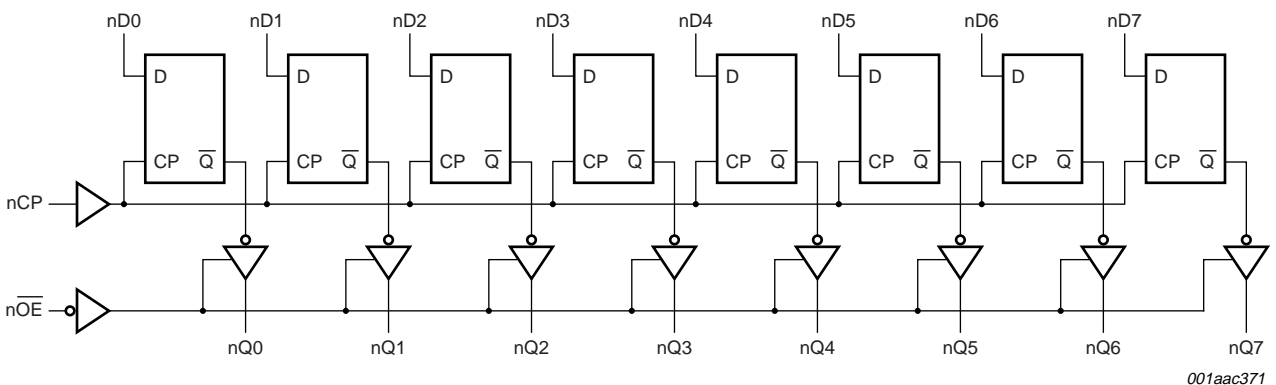 nD0 nD1 nD2 nD3 nD4 nD5 nD6 nD7
D D D D D D D D
CP Q̅ CP Q̅ CP Q̅ CP Q̅ CP Q̅ CP Q̅ CP Q̅ CP Q̅
nCP
nO̅E̅
nQ0 nQ1 nQ2 nQ3 nQ4 nQ5 nQ6 nQ7
001aac371